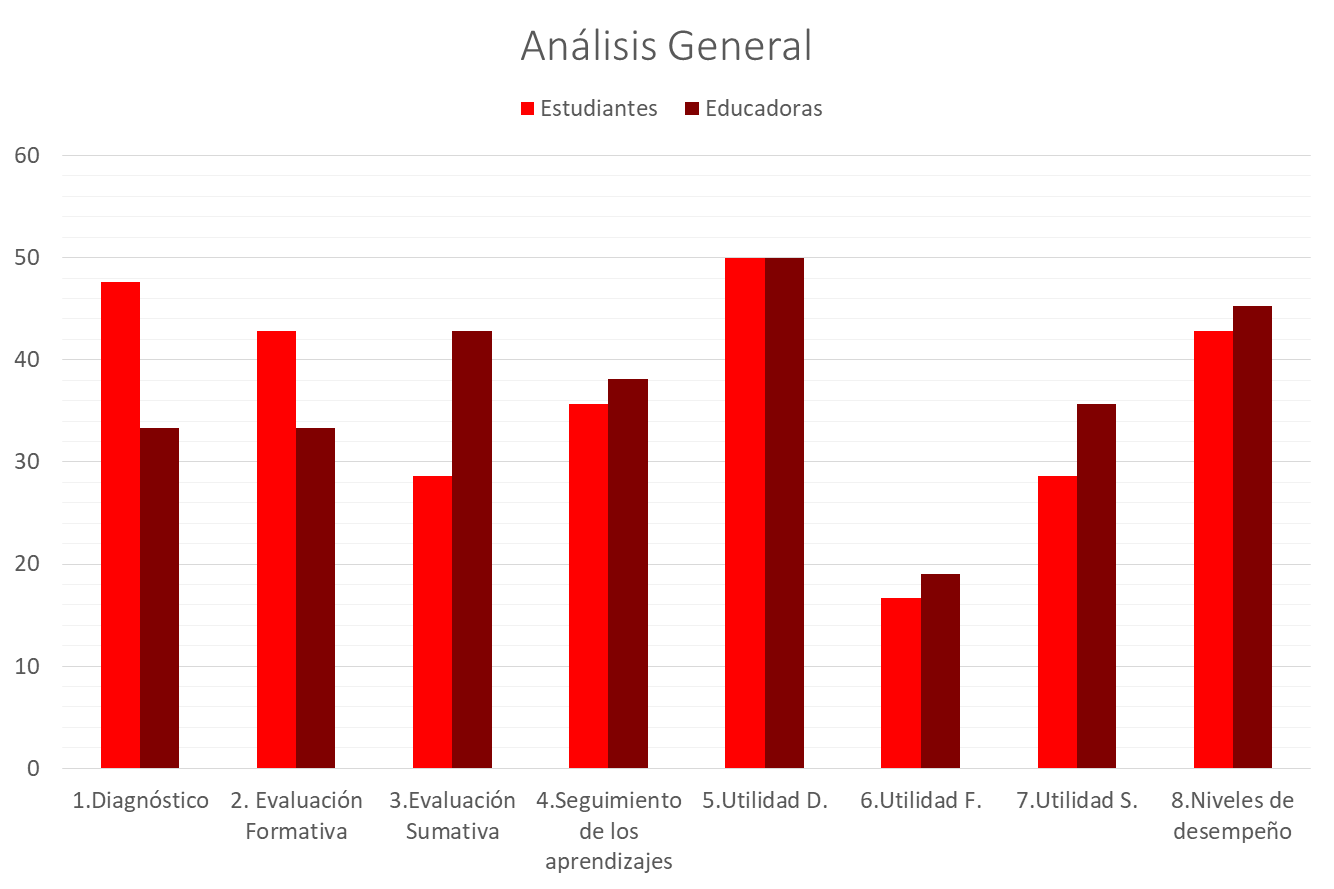 Análisis General
Estudiantes Educadoras
60
50
40
30
20
10
0
1.Diagnóstico
2. Evaluación
Formativa
3.Evaluación
Sumativa
4.Seguimiento
de los
aprendizajes
5.Utilidad D.
6.Utilidad F.
7.Utilidad S.
8.Niveles de
desempeño